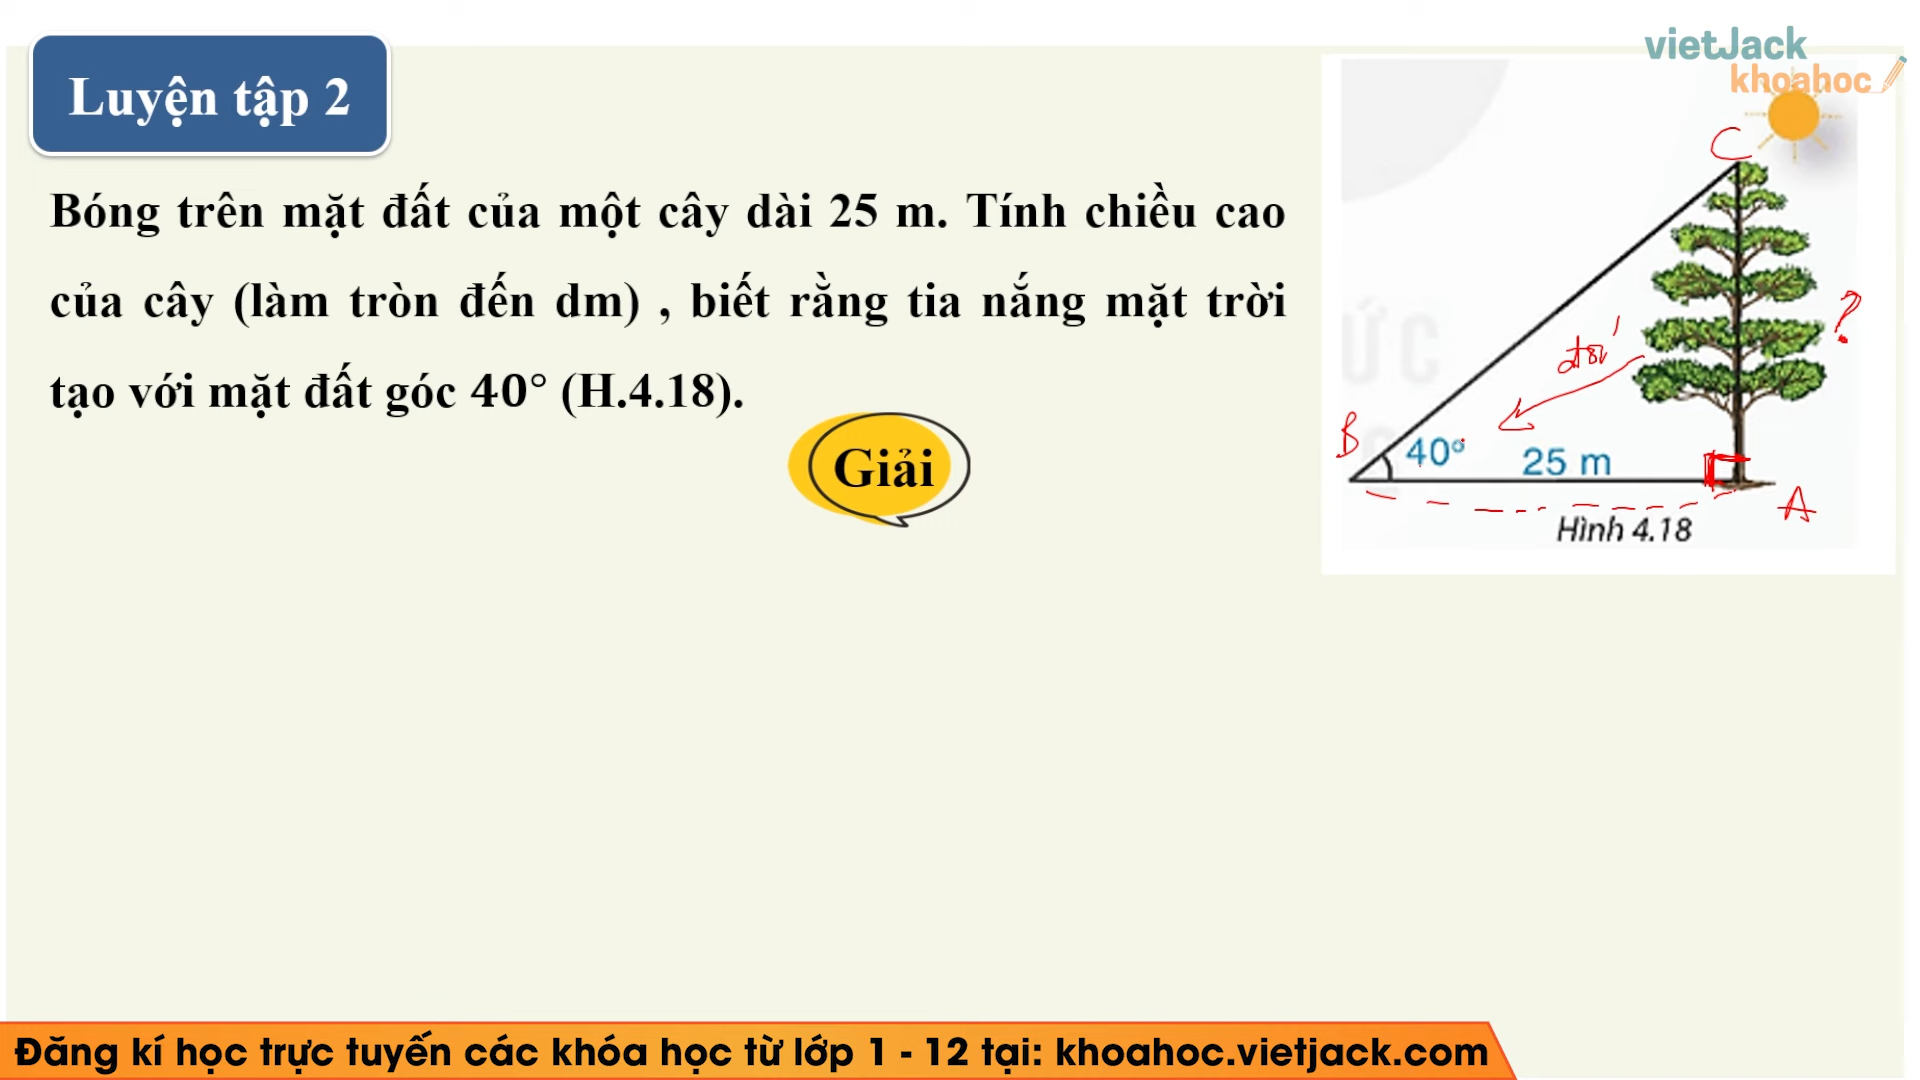 vietJack
khoahoc
Luyện tập 2
Bóng trên mặt đất của một cây dài 25 m. Tính chiều cao
của cây (làm tròn đến dm) , biết rằng tia nắng mặt trời
tạo với mặt đất góc 40° (H.4.18).
Giải
C
?
đối
B
40°
25 m
A
Hình 4.18
ỨC
Đăng kí học trực tuyến các khóa học từ lớp 1 - 12 tại: khoahoc.vietjack.com